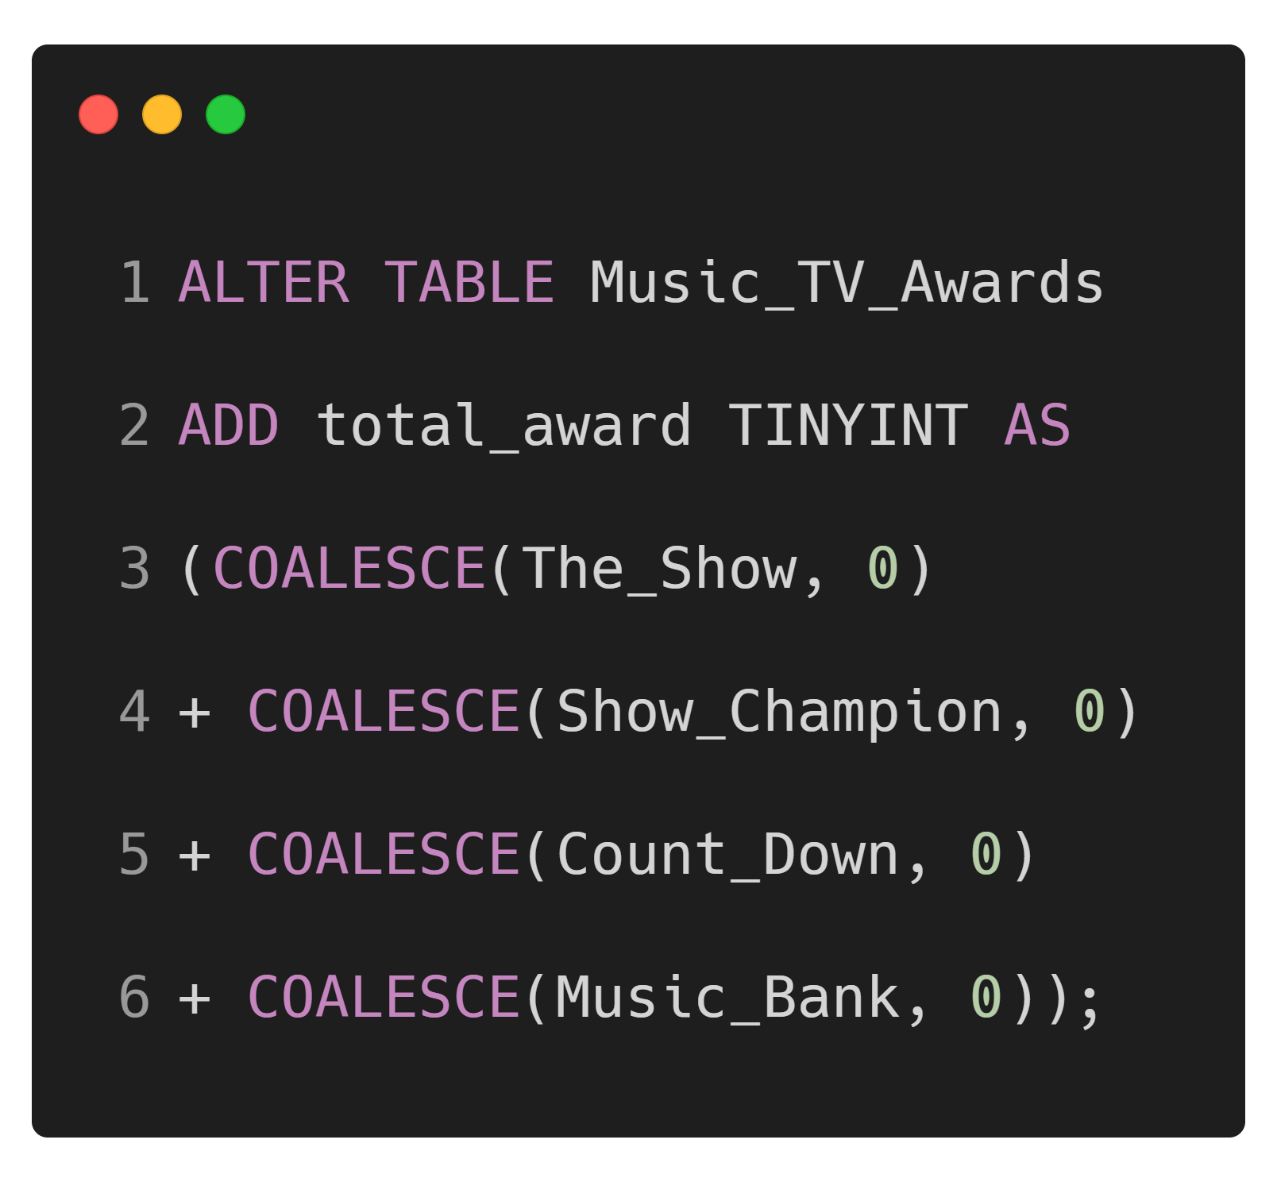 1 ALTER TABLE Music_TV_Awards
2 ADD total_award TINYINT AS
3 (COALESCE(The_Show, 0)
4 + COALESCE(Show_Champion, 0)
5 + COALESCE(Count_Down, 0)
6 + COALESCE(Music_Bank, 0));